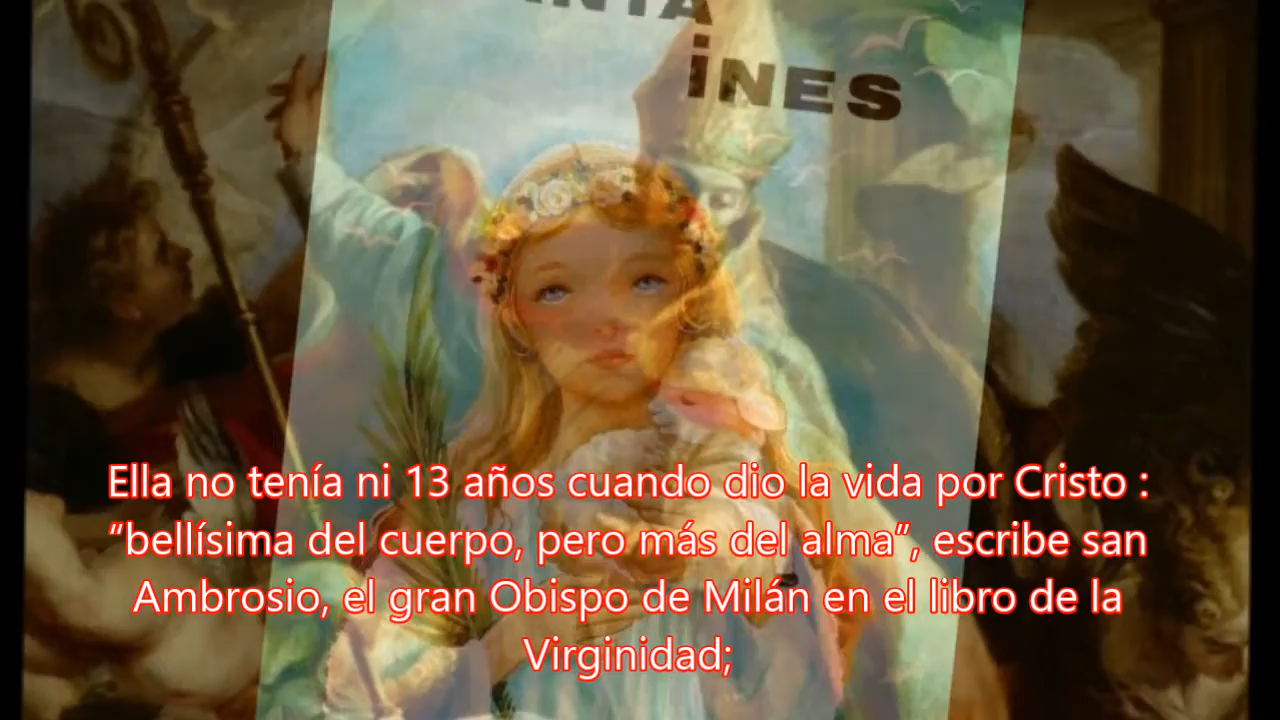 INES
Ella no tenía ni 13 años cuando dio la vida por Cristo :
“bellísima del cuerpo, pero más del alma”, escribe san
Ambrosio, el gran Obispo de Milán en el libro de la
Virginidad;